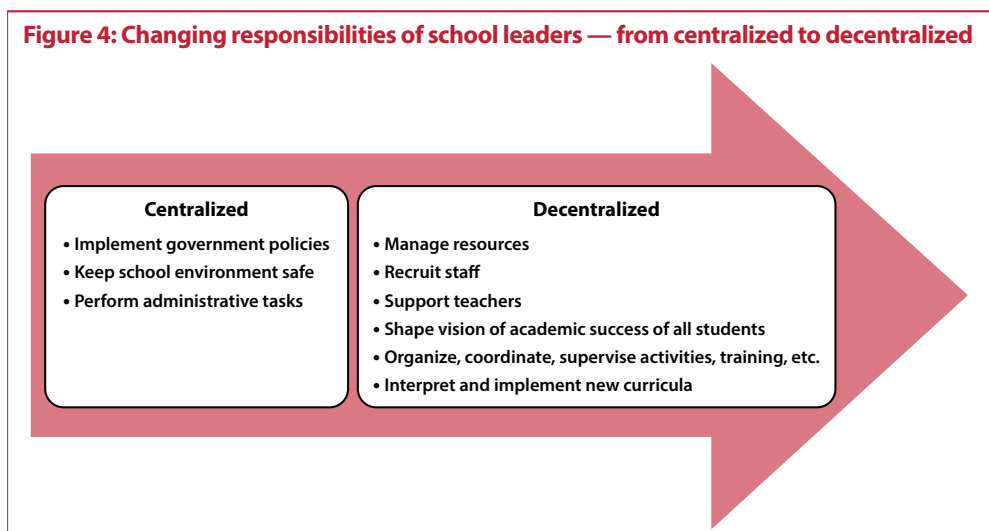 Figure 4: Changing responsibilities of school leaders — from centralized to decentralized
Centralized
• Implement government policies
• Keep school environment safe
• Perform administrative tasks
Decentralized
• Manage resources
• Recruit staff
• Support teachers
• Shape vision of academic success of all students
• Organize, coordinate, supervise activities, training, etc.
• Interpret and implement new curricula